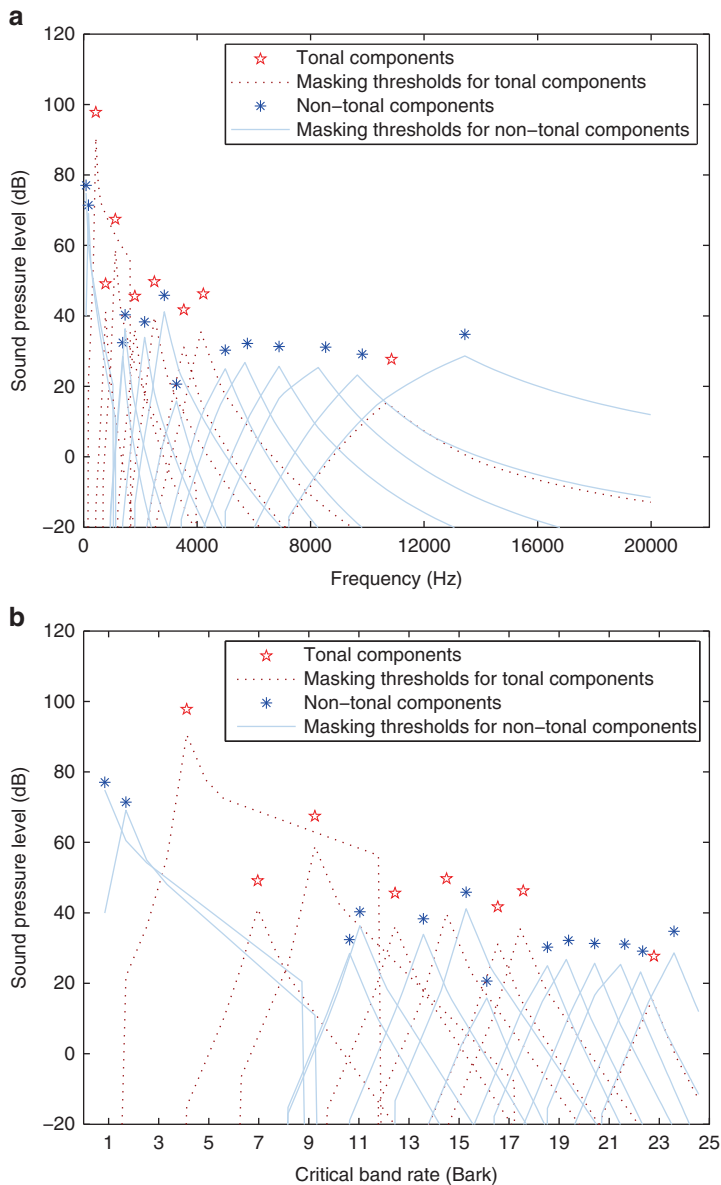 a
120
100
80
60
40
20
0
−20
Sound pressure level (dB)
Tonal components
Masking thresholds for tonal components
Non−tonal components
Masking thresholds for non−tonal components
0 4000 8000 12000 16000 20000
Frequency (Hz)
b
120
100
80
60
40
20
0
−20
Sound pressure level (dB)
Tonal components
Masking thresholds for tonal components
Non−tonal components
Masking thresholds for non−tonal components
1 3 5 7 9 11 13 15 17 19 21 23 25
Critical band rate (Bark)